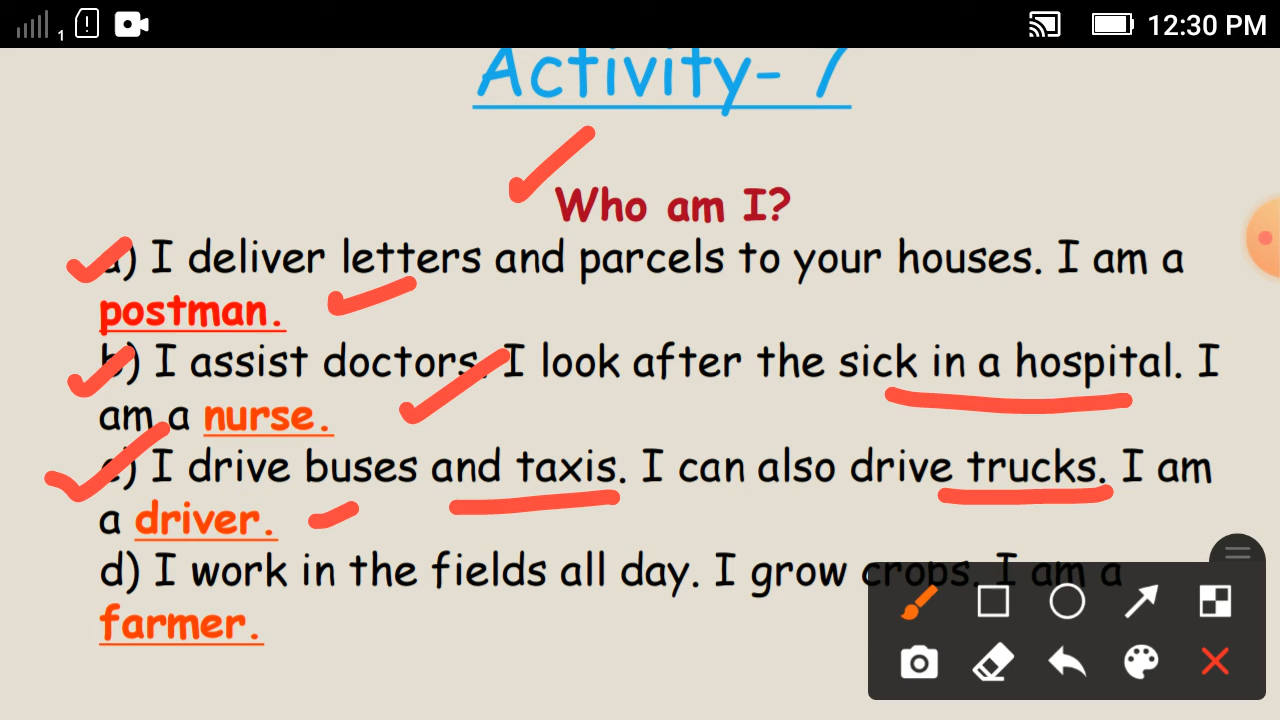 1 12:30 PM
Activity- 7
Who am I?
a) I deliver letters and parcels to your houses. I am a
postman.
b) I assist doctors. I look after the sick in a hospital. I
am a nurse.
c) I drive buses and taxis. I can also drive trucks. I am
a driver.
d) I work in the fields all day. I grow crops. I am a
farmer.